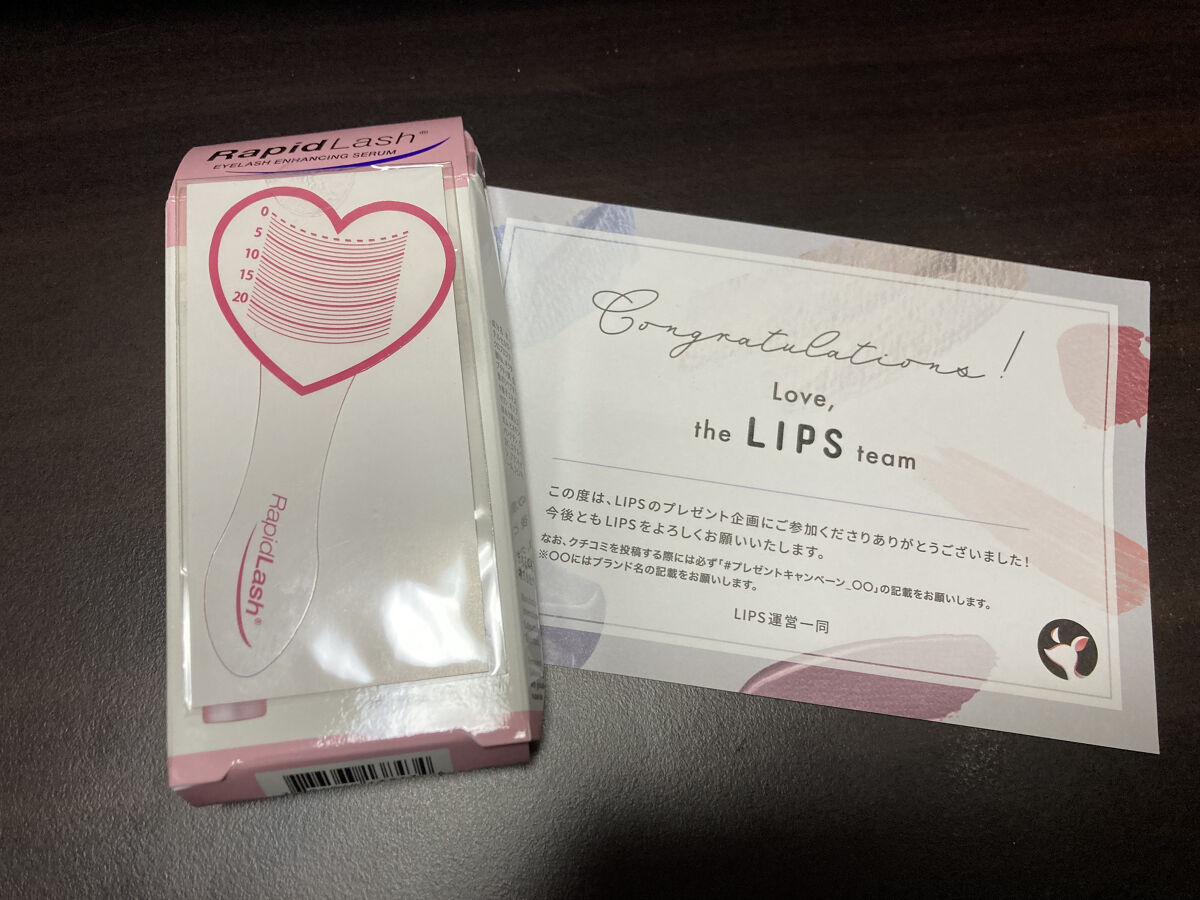 RapidLash®
EYELASH ENHANCING SERUM
0
5
10
15
20
RapidLash®
Congratulations!
Love,
the LIPS team
この度は、LIPSのプレゼント企画にご参加くださりありがとうございました！
今後ともLIPSをよろしくお願いいたします。
なお、クチコミを投稿する際には必ず「#プレゼントキャンペーン_〇〇」の記載をお願いします。
※〇〇にはブランド名の記載をお願いします。
LIPS運営一同